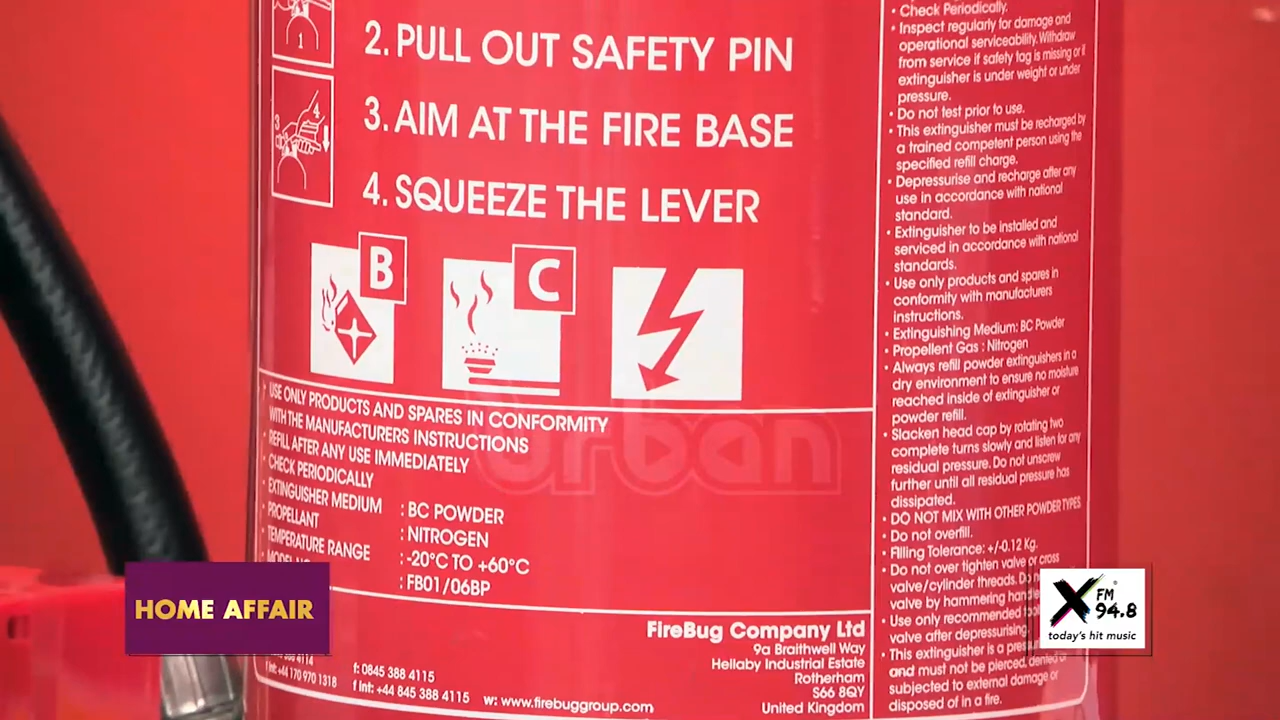 1
2. PULL OUT SAFETY PIN
3 4
3. AIM AT THE FIRE BASE
4. SQUEEZE THE LEVER
B
C
USE ONLY PRODUCTS AND SPARES IN CONFORMITY
WITH THE MANUFACTURERS INSTRUCTIONS
REFILL AFTER ANY USE IMMEDIATELY
CHECK PERIODICALLY
EXTINGUISHER MEDIUM : BC POWDER
PROPELLANT : NITROGEN
TEMPERATURE RANGE : -20°C TO +60°C
: FB01/06BP
FireBug Company Ltd
9a Braithwell Way
Hellaby Industrial Estate
Rotherham
S66 8QY
United Kingdom
f: 0845 388 4115
f Int: +44 845 388 4115 w: www.firebuggroup.com
• Check Periodically.
• Inspect regularly for damage and
operational serviceability. Withdraw
from service if safety tag is missing or if
extinguisher is under weight or under
pressure.
• Do not test prior to use.
• This extinguisher must be recharged by
a trained competent person using the
specified refill charge.
• Depressurise and recharge after any
use in accordance with national
standard.
• Extinguisher to be installed and
serviced in accordance with national
standards.
• Use only products and spares in
conformity with manufacturers
instructions.
• Extinguishing Medium: BC Powder
• Propellent Gas : Nitrogen
• Always refill powder extinguishers in a
dry environment to ensure no moisture
reached inside of extinguisher or
powder refill.
• Slacken head cap by rotating two
complete turns slowly and listen for any
residual pressure. Do not unscrew
further until all residual pressure has
dissipated.
• DO NOT MIX WITH OTHER POWDER TYPES
• Do not overfill.
• Filling Tolerance: +/-0.12 Kg.
• Do not over tighten valve or cross
valve/cylinder threads. Do
valve by hammering
• Use only recommended
valve after depressurising
• This extinguisher is a
and must not be pierced, dented or
subjected to external damage or
disposed of in a fire.
Urban
HOME AFFAIR
X FM
94.8
today's hit music